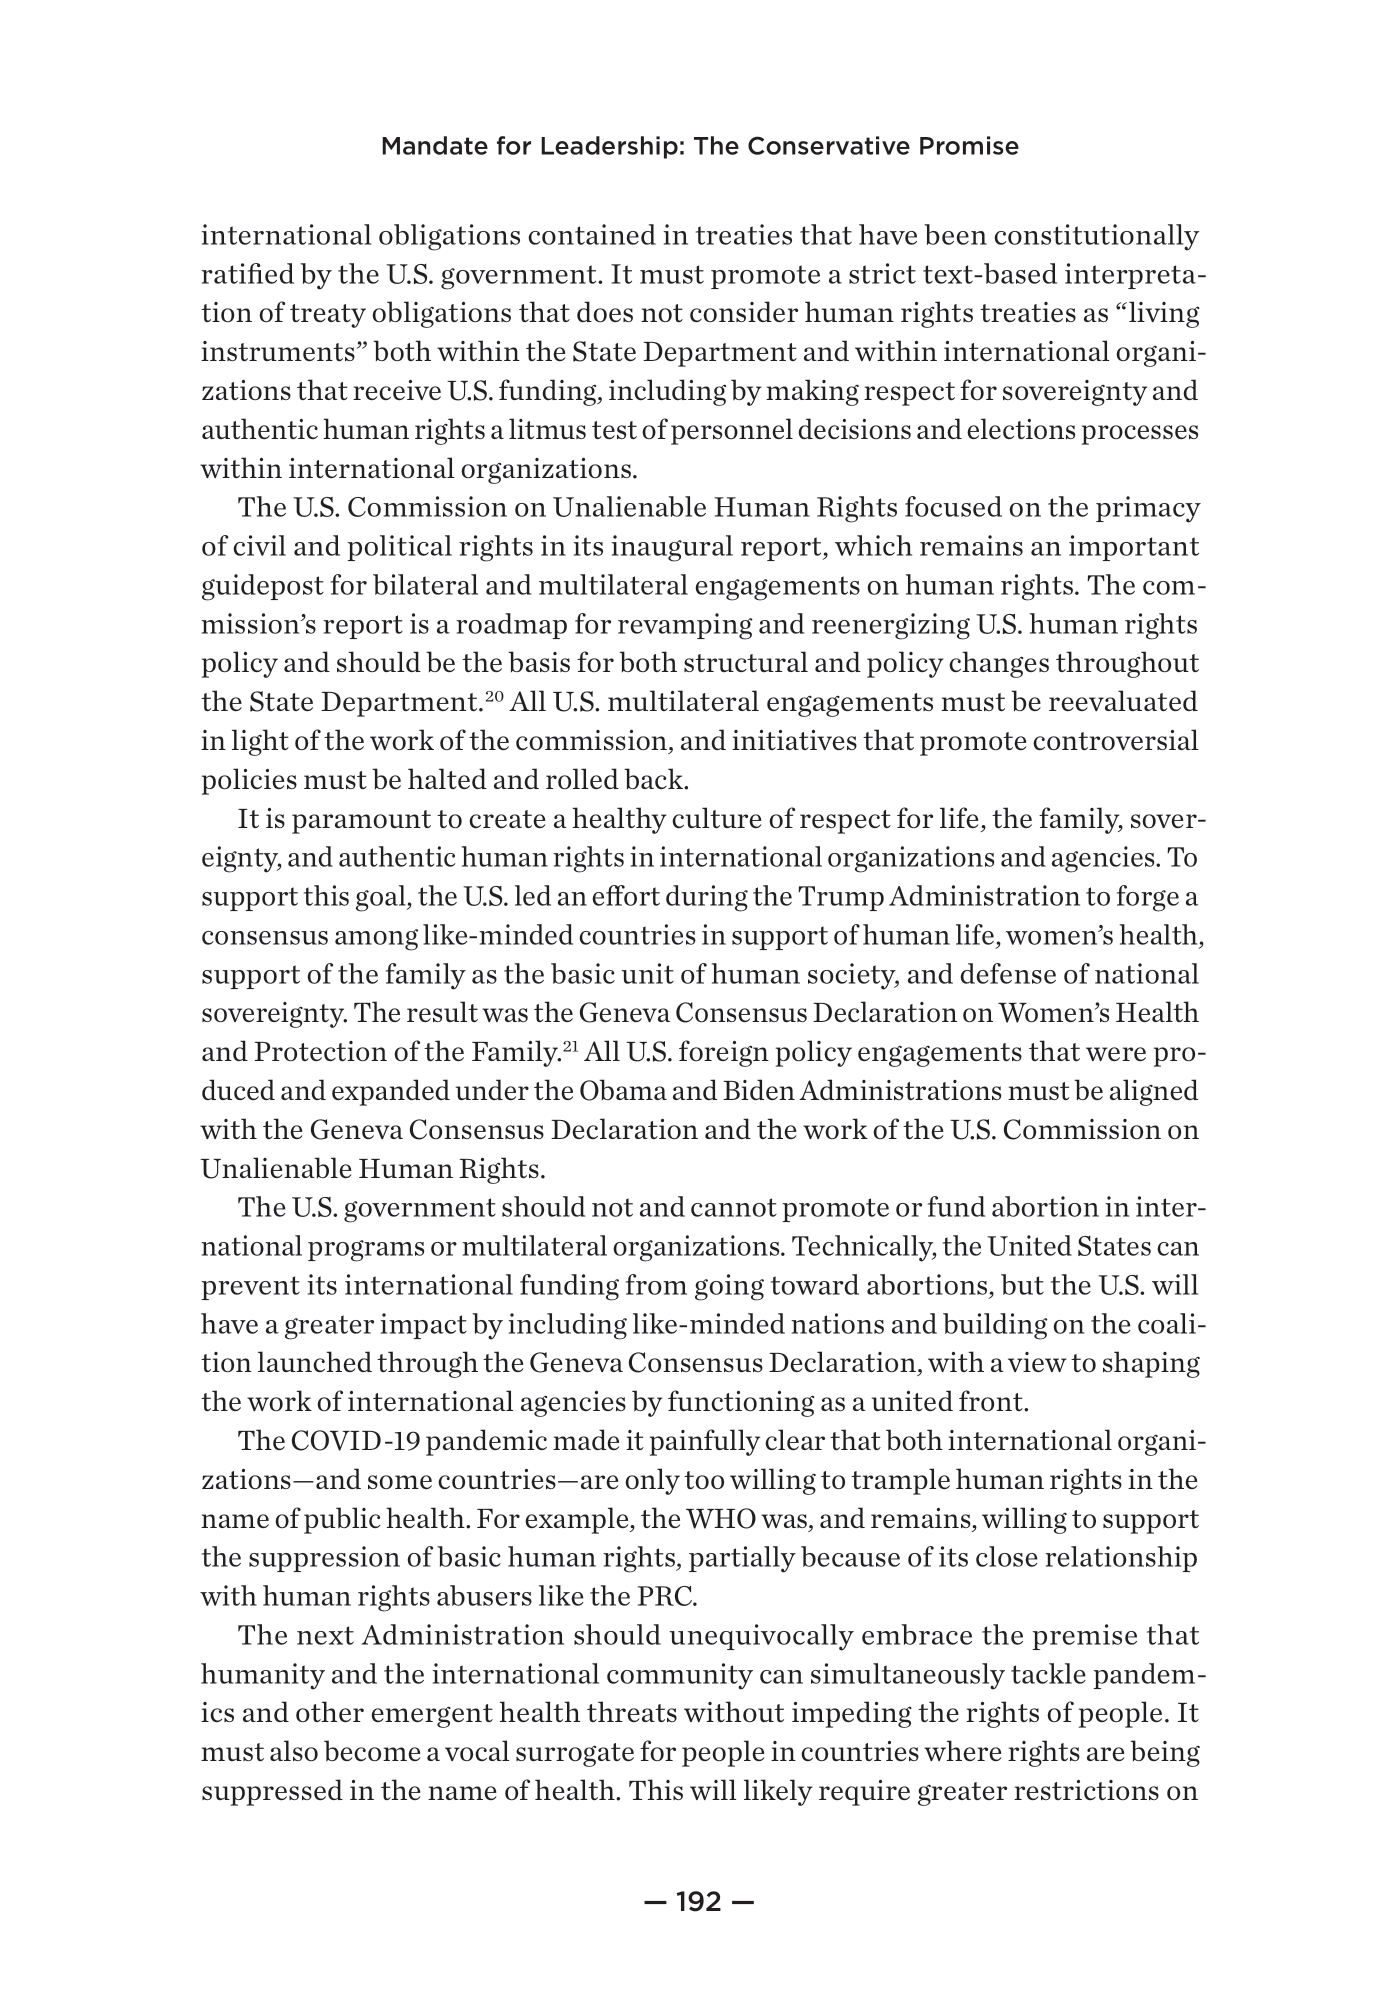 Mandate for Leadership: The Conservative Promise
international obligations contained in treaties that have been constitutionally
ratified by the U.S. government. It must promote a strict text-based interpreta-
tion of treaty obligations that does not consider human rights treaties as “living
instruments” both within the State Department and within international organi-
zations that receive U.S. funding, including by making respect for sovereignty and
authentic human rights a litmus test of personnel decisions and elections processes
within international organizations.
The U.S. Commission on Unalienable Human Rights focused on the primacy
of civil and political rights in its inaugural report, which remains an important
guidepost for bilateral and multilateral engagements on human rights. The com-
mission’s report is a roadmap for revamping and reenergizing U.S. human rights
policy and should be the basis for both structural and policy changes throughout
the State Department.²⁰ All U.S. multilateral engagements must be reevaluated
in light of the work of the commission, and initiatives that promote controversial
policies must be halted and rolled back.
It is paramount to create a healthy culture of respect for life, the family, sover-
eignty, and authentic human rights in international organizations and agencies. To
support this goal, the U.S. led an effort during the Trump Administration to forge a
consensus among like-minded countries in support of human life, women’s health,
support of the family as the basic unit of human society, and defense of national
sovereignty. The result was the Geneva Consensus Declaration on Women’s Health
and Protection of the Family.²¹ All U.S. foreign policy engagements that were pro-
duced and expanded under the Obama and Biden Administrations must be aligned
with the Geneva Consensus Declaration and the work of the U.S. Commission on
Unalienable Human Rights.
The U.S. government should not and cannot promote or fund abortion in inter-
national programs or multilateral organizations. Technically, the United States can
prevent its international funding from going toward abortions, but the U.S. will
have a greater impact by including like-minded nations and building on the coali-
tion launched through the Geneva Consensus Declaration, with a view to shaping
the work of international agencies by functioning as a united front.
The COVID-19 pandemic made it painfully clear that both international organi-
zations—and some countries—are only too willing to trample human rights in the
name of public health. For example, the WHO was, and remains, willing to support
the suppression of basic human rights, partially because of its close relationship
with human rights abusers like the PRC.
The next Administration should unequivocally embrace the premise that
humanity and the international community can simultaneously tackle pandem-
ics and other emergent health threats without impeding the rights of people. It
must also become a vocal surrogate for people in countries where rights are being
suppressed in the name of health. This will likely require greater restrictions on
— 192 —